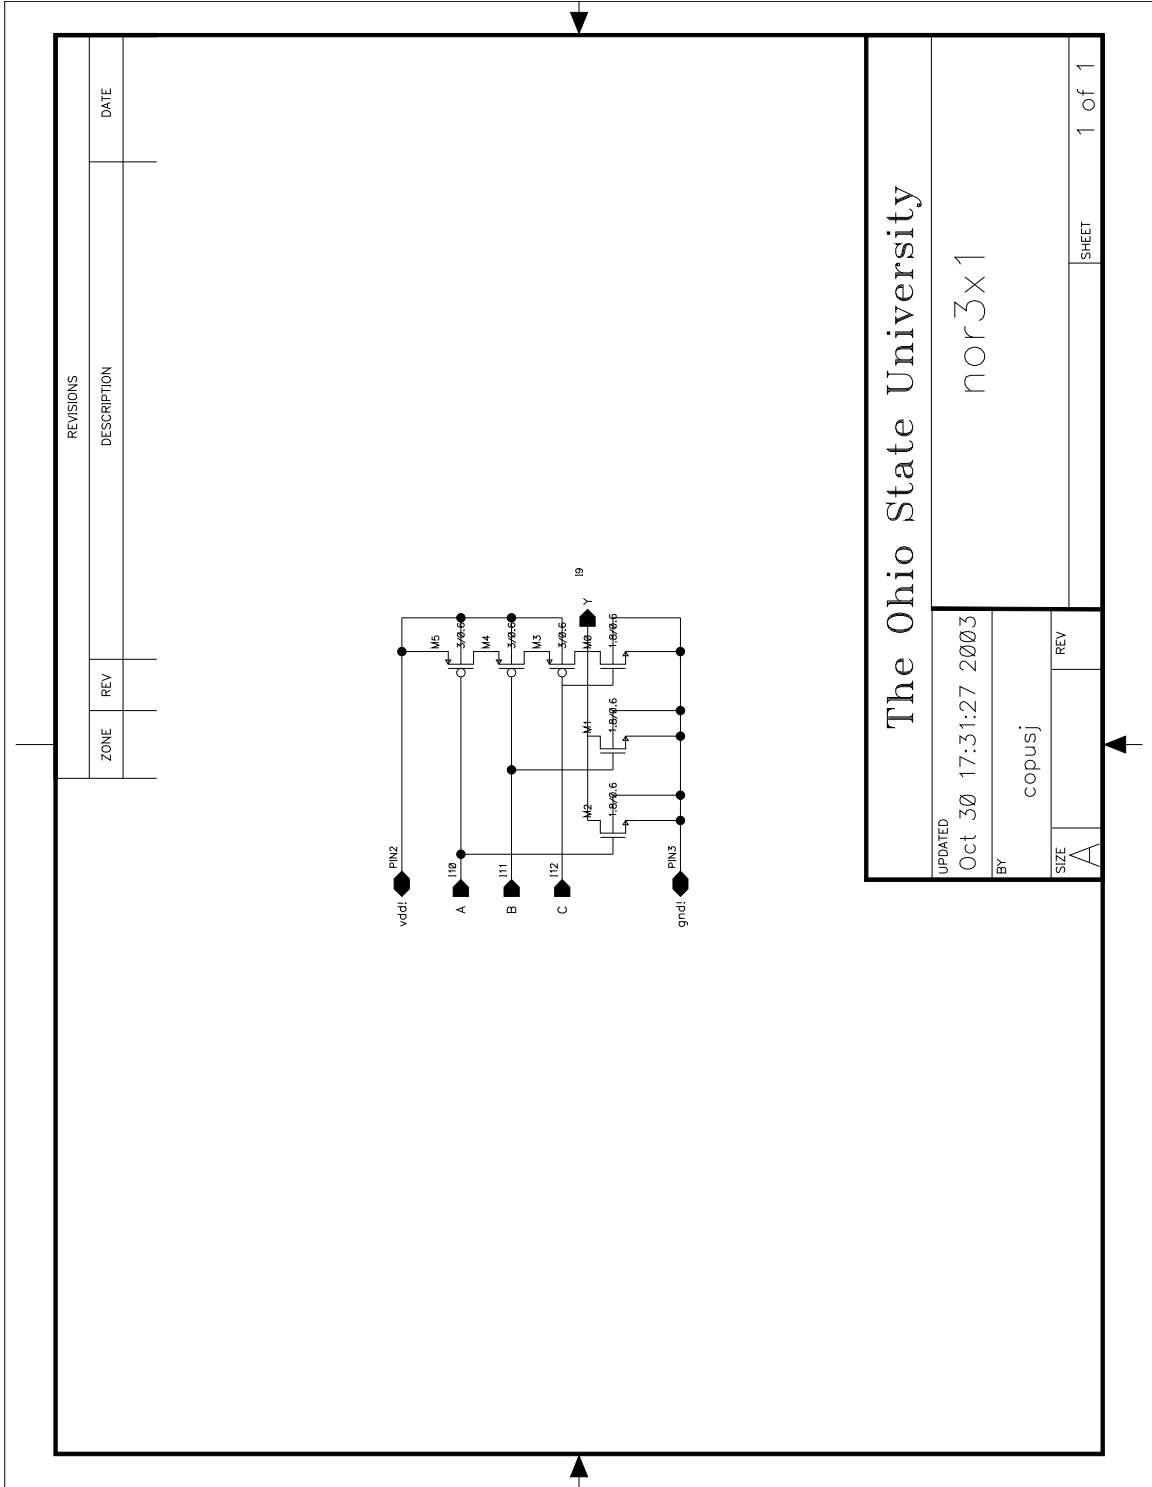 REVISIONS
ZONE REV DESCRIPTION DATE
vdd! PIN2
M5
A I10 3/0.6
M4
B I11 3/0.6
M3
C I12 3/0.6
I9
M2 M1 M0 Y
1.8/0.6 1.8/0.6 1.8/0.6
gnd! PIN3
The Ohio State University
UPDATED
Oct 30 17:31:27 2003
nor3x1
BY
copusj
SIZE REV SHEET 1 of 1
A